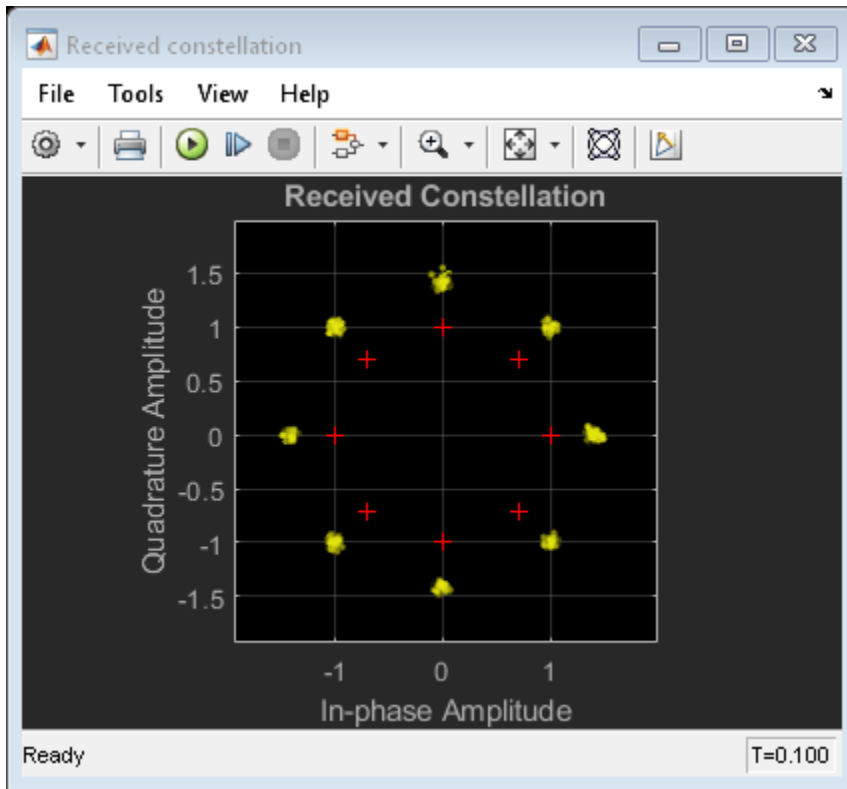 Received constellation
File Tools View Help
Received Constellation
Quadrature Amplitude
1.5
1
0.5
0
-0.5
-1
-1.5
-1 0 1
In-phase Amplitude
Ready T=0.100